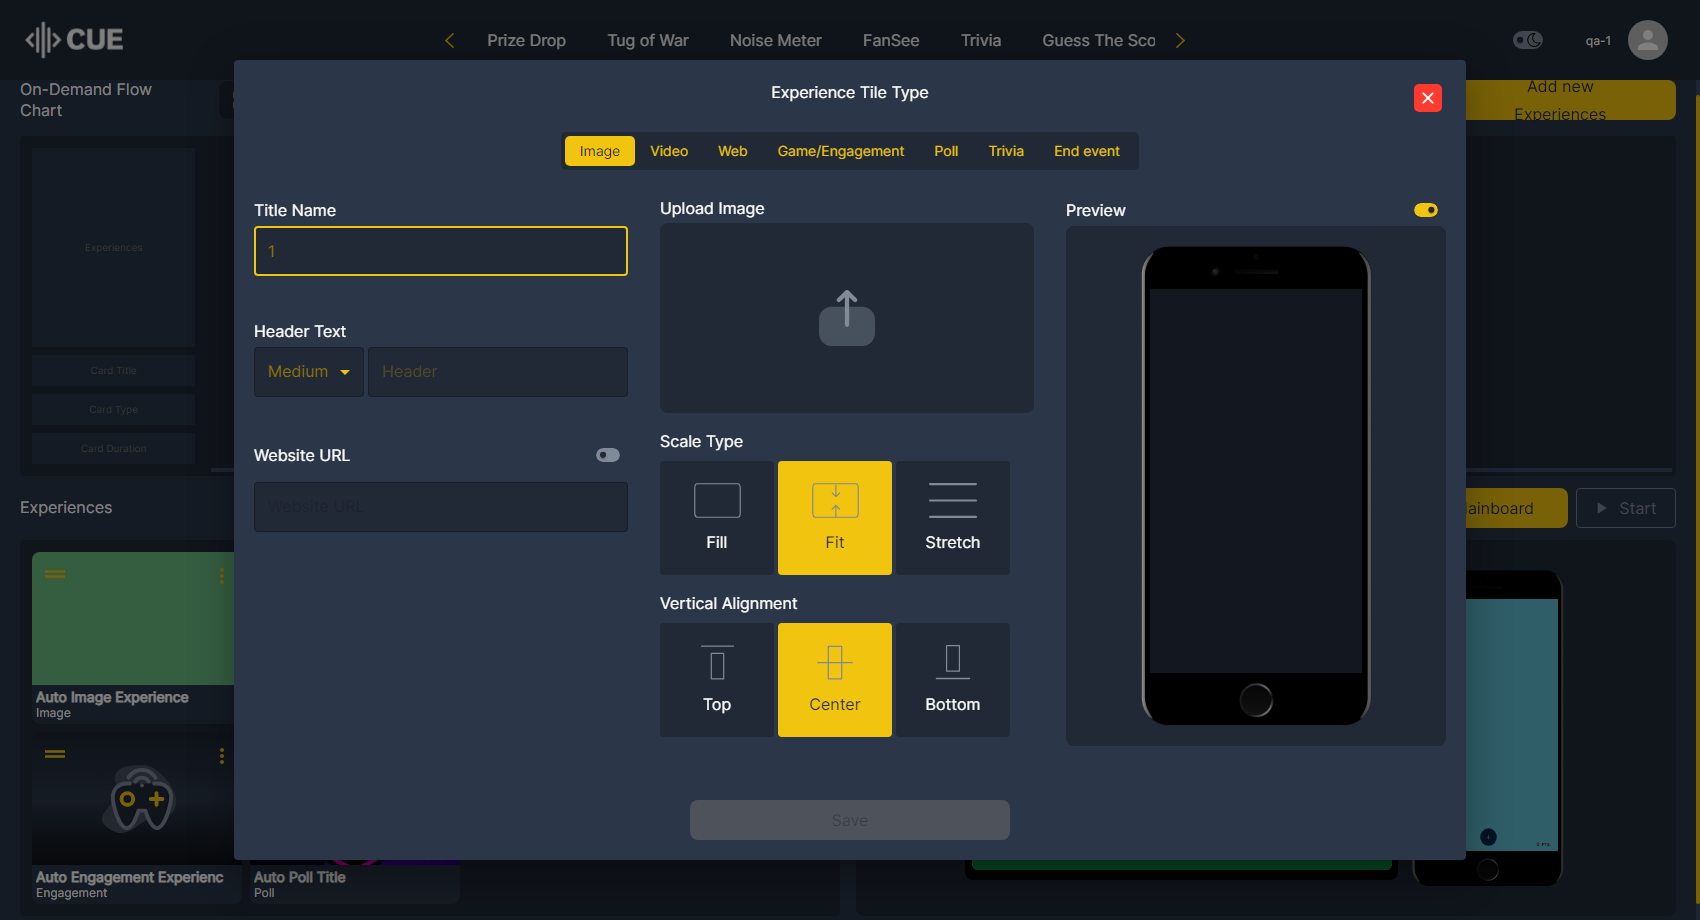 CUE
Prize Drop
Tug of War
Noise Meter
FanSee
Trivia
Guess The Sco
qa-1
On-Demand Flow
Chart
Add new
Experiences
Experience Tile Type
Image
Video
Web
Game/Engagement
Poll
Trivia
End event
Title Name
1
Header Text
Medium
Header
Website URL
Website URL
Upload Image
Scale Type
Fill
Fit
Stretch
Vertical Alignment
Top
Center
Bottom
Preview
Save
Experiences
Card Title
Card Type
Card Duration
Experiences
ainboard
Start
Auto Image Experience
Image
Auto Engagement Experienc
Engagement
Auto Poll Title
Poll